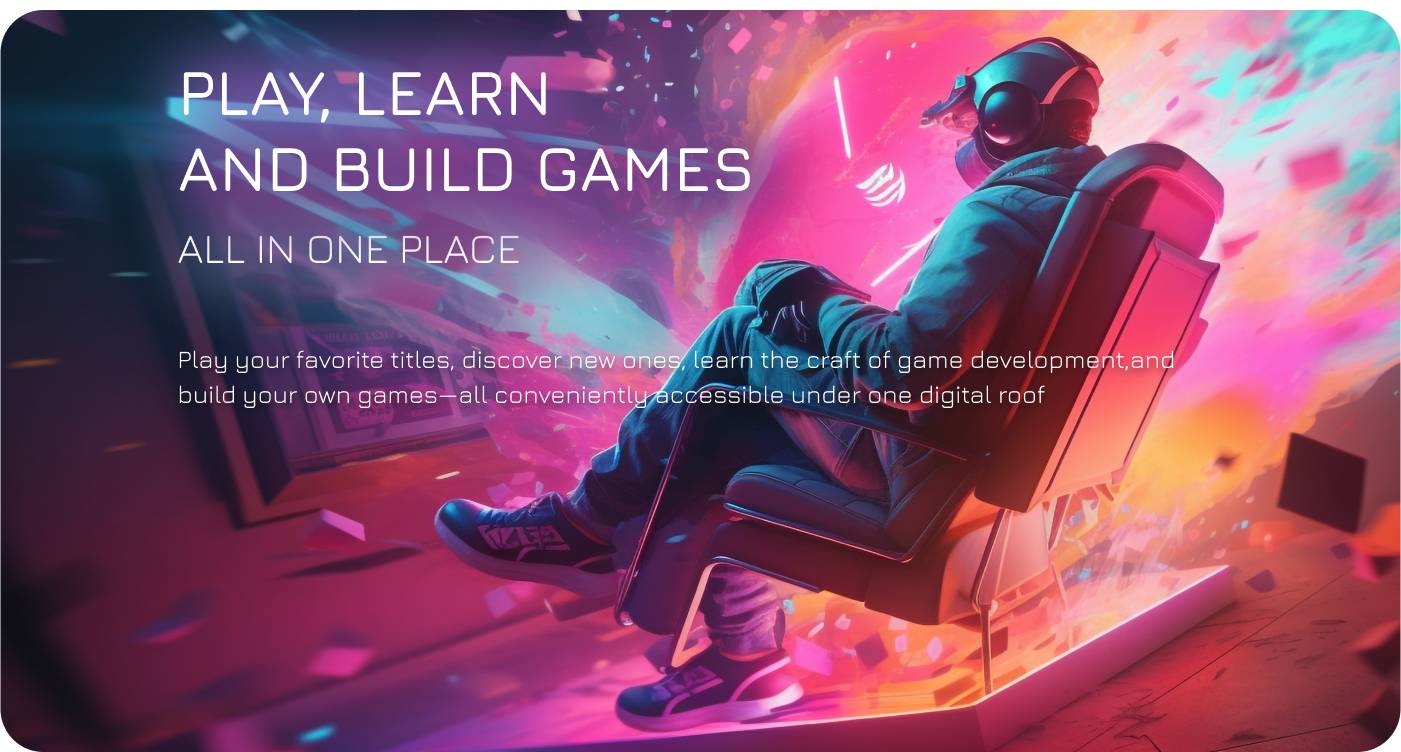 PLAY, LEARN
AND BUILD GAMES
ALL IN ONE PLACE
Play your favorite titles, discover new ones, learn the craft of game development,and
build your own games—all conveniently accessible under one digital roof